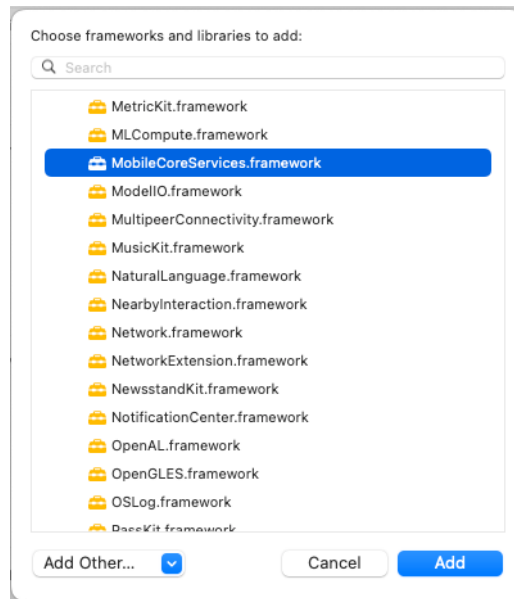 Choose frameworks and libraries to add:
Search
MetricKit.framework
MLCompute.framework
MobileCoreServices.framework
ModelIO.framework
MultipeerConnectivity.framework
MusicKit.framework
NaturalLanguage.framework
NearbyInteraction.framework
Network.framework
NetworkExtension.framework
NewsstandKit.framework
NotificationCenter.framework
OpenAL.framework
OpenGLES.framework
OSLog.framework
PassKit.framework
Add Other...
Cancel
Add